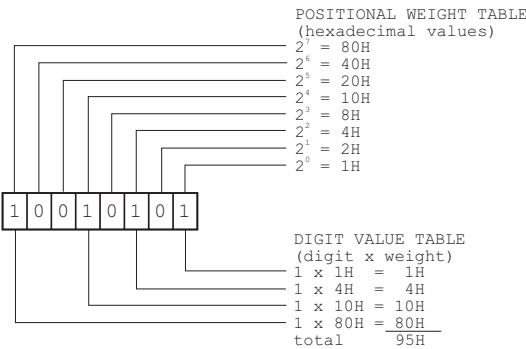 POSITIONAL WEIGHT TABLE
(hexadecimal values)
2⁷ = 80H
2⁶ = 40H
2⁵ = 20H
2⁴ = 10H
2³ = 8H
2² = 4H
2¹ = 2H
2⁰ = 1H
1 0 0 1 0 1 0 1
DIGIT VALUE TABLE
(digit x weight)
1 x 1H = 1H
1 x 4H = 4H
1 x 10H = 10H
1 x 80H = 80H
total 95H